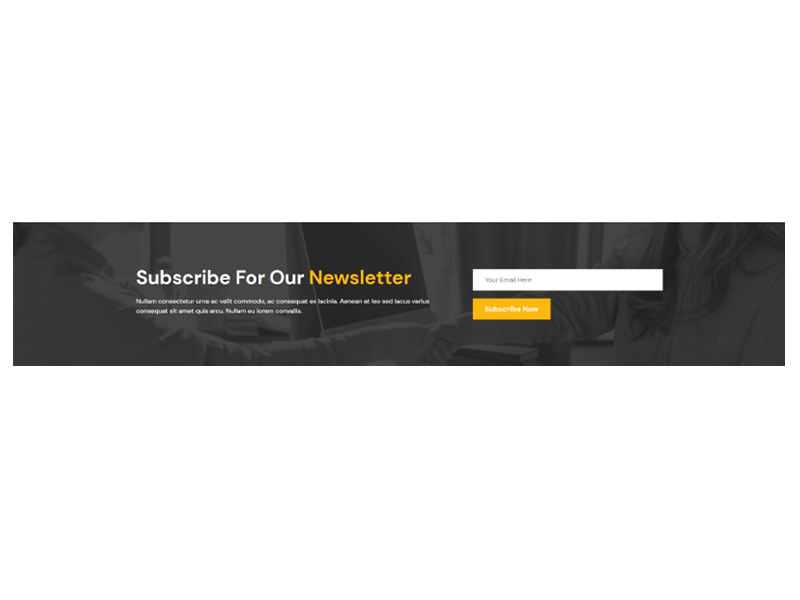 Subscribe For Our Newsletter
Nullam consectetur urna ac velit commodo, ac consequat ex lacinia. Aenean at leo sed lacus varius
consequat sit amet quis arcu. Nullam eu lorem convallis.
Your Email Here
Subscribe Now